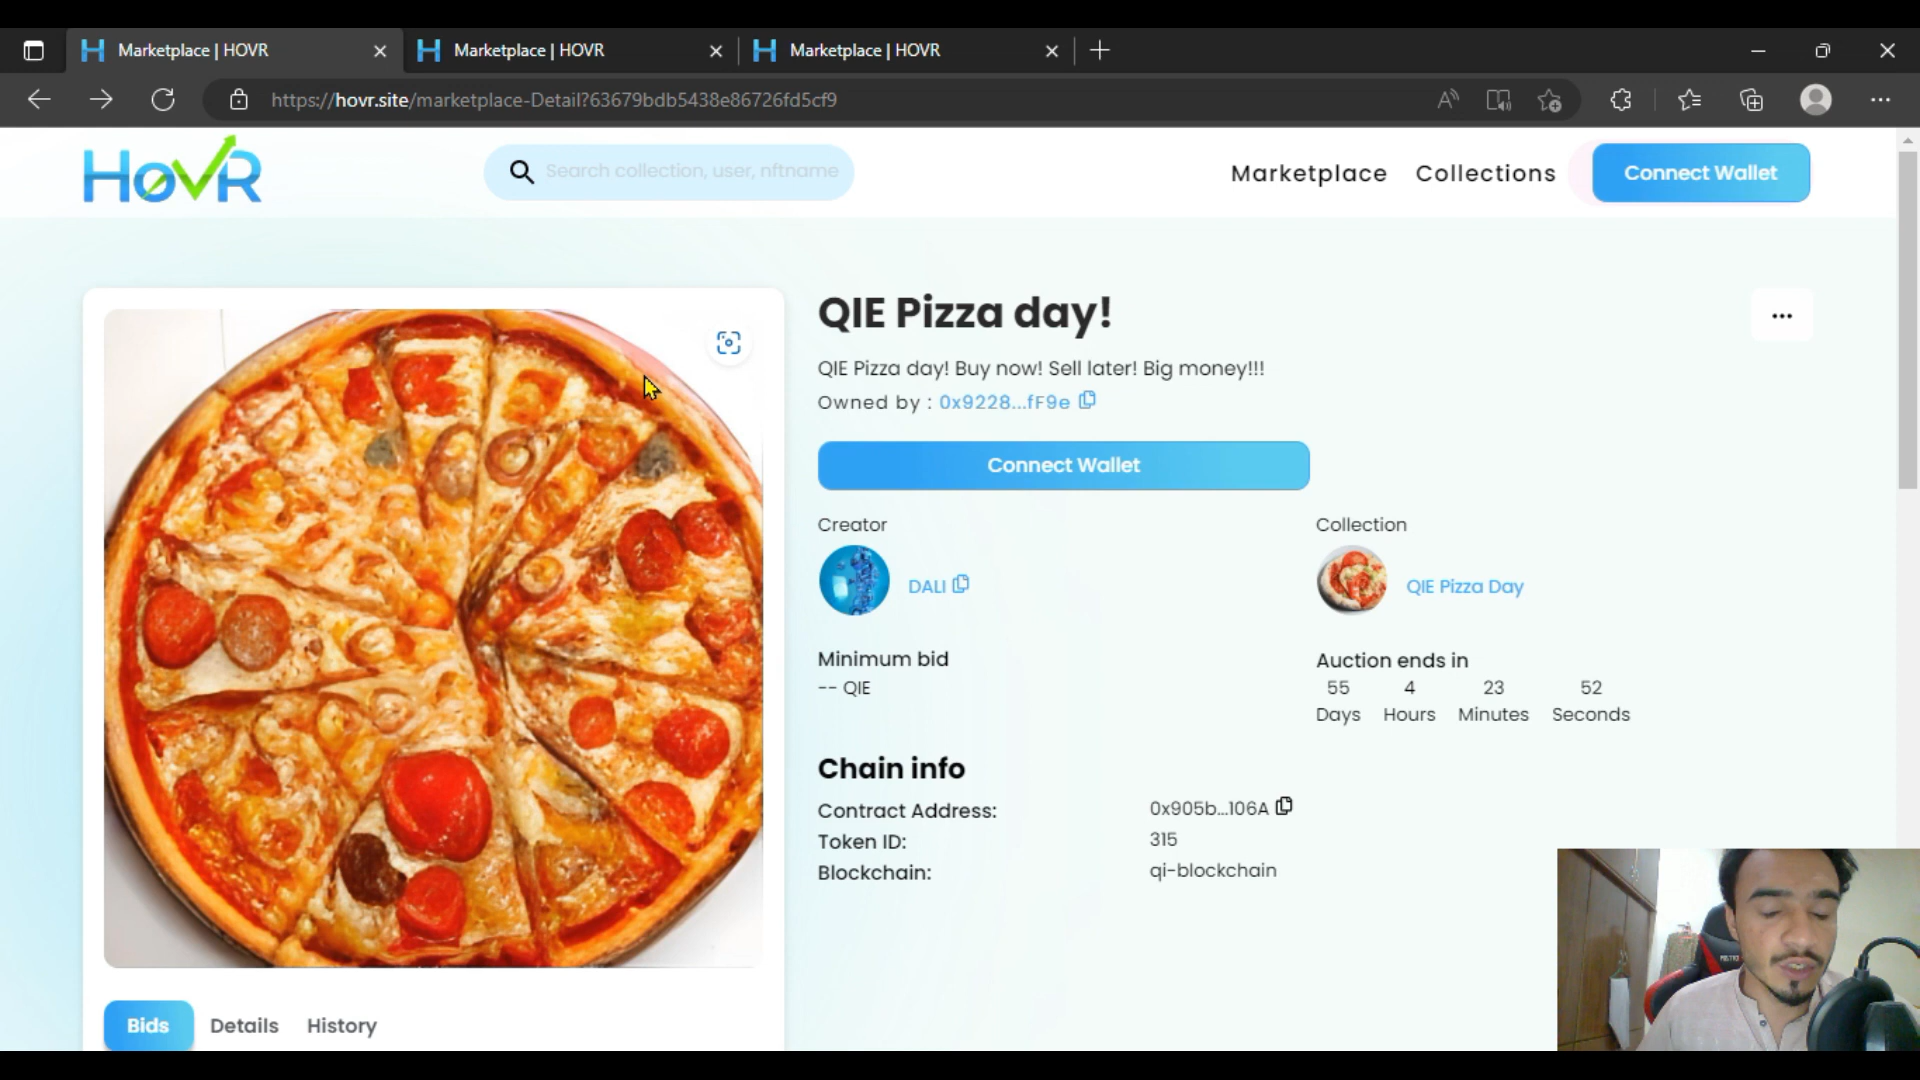 Marketplace | HOVR
Marketplace | HOVR
Marketplace | HOVR
https://hovr.site/marketplace-Detail?63679bdb5438e86726fd5cf9
HovR
Search collection, user, nftname
Marketplace
Collections
Connect Wallet
QIE Pizza day!
QIE Pizza day! Buy now! Sell later! Big money!!!
Owned by : 0x9228...fF9e
Connect Wallet
Creator
Collection
DALI
QIE Pizza Day
Minimum bid
-- QIE
Auction ends in
55 4 23 52
Days Hours Minutes Seconds
Chain info
Contract Address: 0x905b...106A
Token ID: 315
Blockchain: qi-blockchain
Bids
Details
History